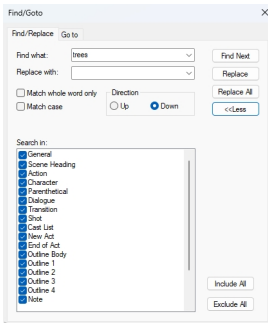 Find/Goto
Find/Replace Go to
Find what: trees Find Next
Replace with: Replace
Match whole word only Direction Replace All
Match case Up Down <<Less
Search in:
General
Scene Heading
Action
Character
Parenthetical
Dialogue
Transition
Shot
Cast List
New Act
End of Act
Outline Body
Outline 1
Outline 2
Outline 3
Outline 4
Note
Include All
Exclude All